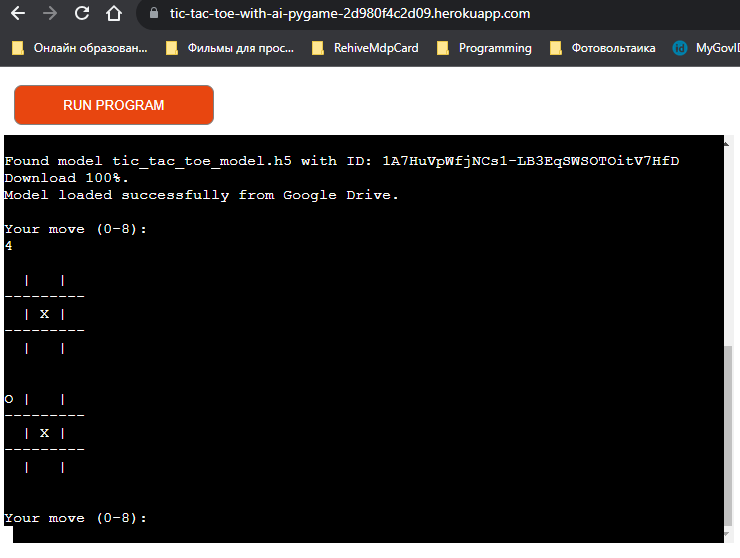 tic-tac-toe-with-ai-pygame-2d980f4c2d09.herokuapp.com
Онлайн образован... Фильмы для прос... RehiveMdpCard Programming Фотовольтаика id MyGovID
RUN PROGRAM
Found model tic_tac_toe_model.h5 with ID: 1A7HuVpWfjNCs1-LB3EqSWSOTOitV7HfD
Download 100%.
Model loaded successfully from Google Drive.
Your move (0-8):
4
  |   |
---------
  | X |
---------
  |   |
O |   |
---------
  | X |
---------
  |   |
Your move (0-8):